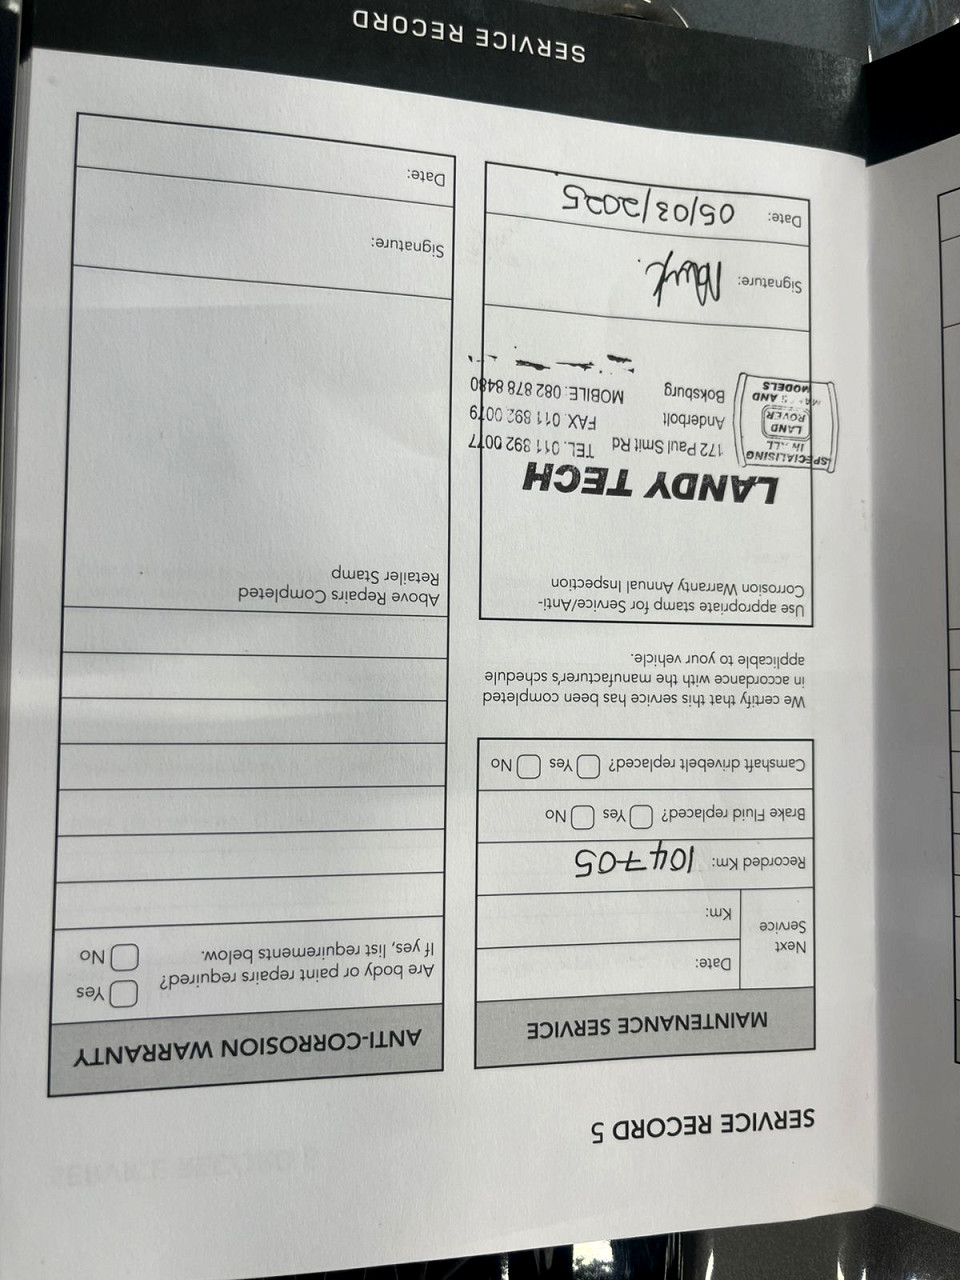 SERVICE RECORD 5
MAINTENANCE SERVICE
Next
Service
Date:
Km:
Recorded Km: 104705
Brake Fluid replaced? Yes No
Camshaft drivebelt replaced? Yes No
We certify that this service has been completed
in accordance with the manufacturer's schedule
applicable to your vehicle.
Use appropriate stamp for Service/Anti-
Corrosion Warranty Annual Inspection
LANDY TECH
SPECIALISING
LAND
ROVER
AND
MODELS
172 Paul Smit Rd TEL. 011 892 0077
Anderbolt FAX. 011 892 0079
Boksburg MOBILE: 082 878 8480
Signature:
Date: 05/03/2025
ANTI-CORROSION WARRANTY
Are body or paint repairs required? Yes
If yes, list requirements below. No
Above Repairs Completed
Retailer Stamp
Signature:
Date:
SERVICE RECORD